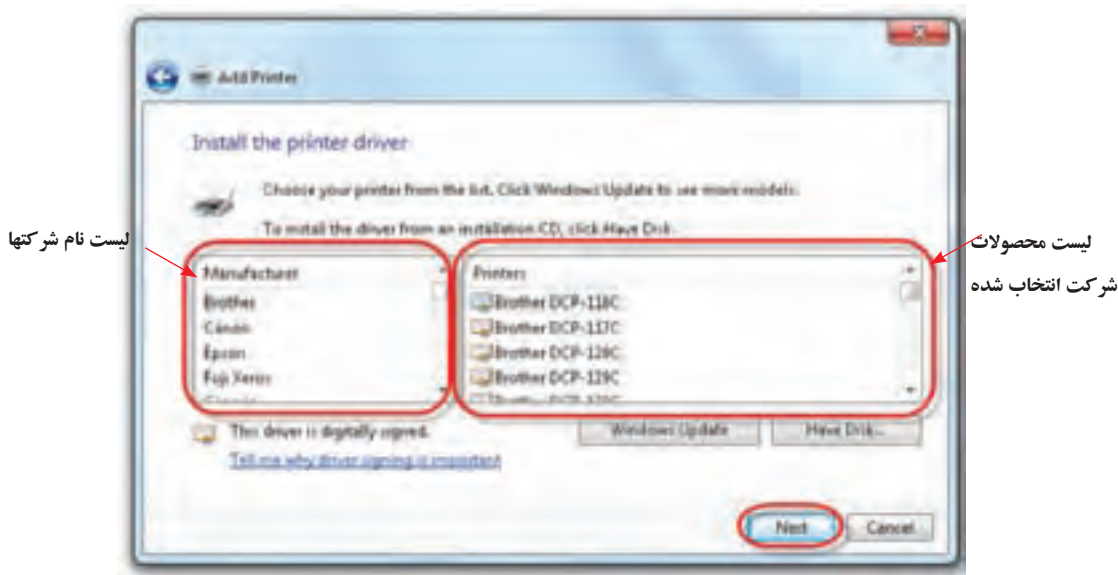 Add Printer
Install the printer driver
Choose your printer from the list. Click Windows Update to see more models.
To install the driver from an installation CD, click Have Disk.
لیست نام شرکتها
Manufacturer
Brother
Canon
Epson
Fuji Xerox
Printers
Brother DCP-116C
Brother DCP-117C
Brother DCP-128C
Brother DCP-129C
لیست محصولات
شرکت انتخاب شده
This driver is digitally signed.
Windows Update
Have Disk...
Tell me why driver signing is important
Next
Cancel